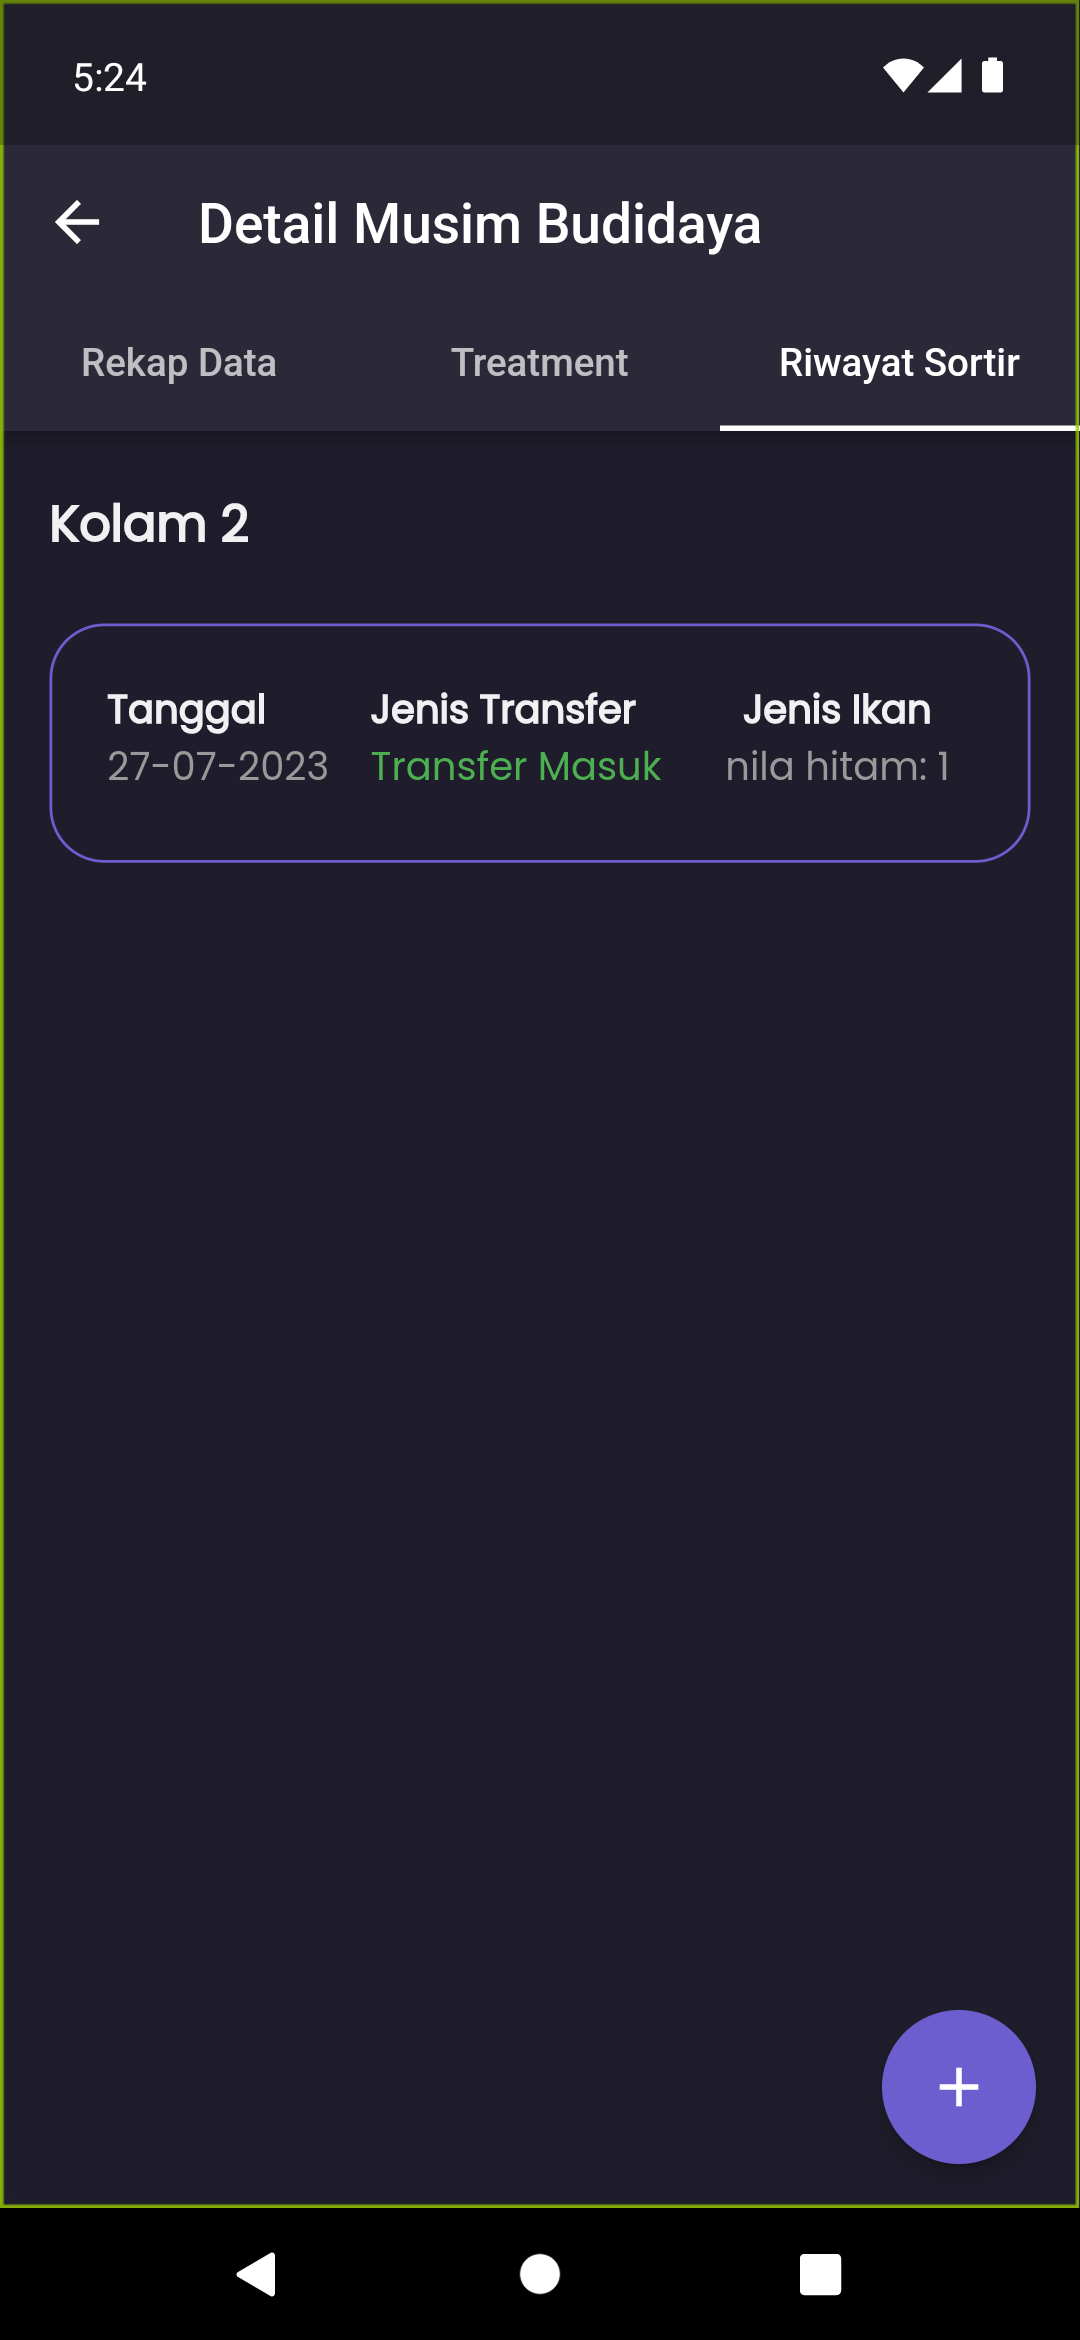 5:24
Detail Musim Budidaya
Rekap Data Treatment Riwayat Sortir
Kolam 2
Tanggal Jenis Transfer Jenis Ikan
27-07-2023 Transfer Masuk nila hitam: 1